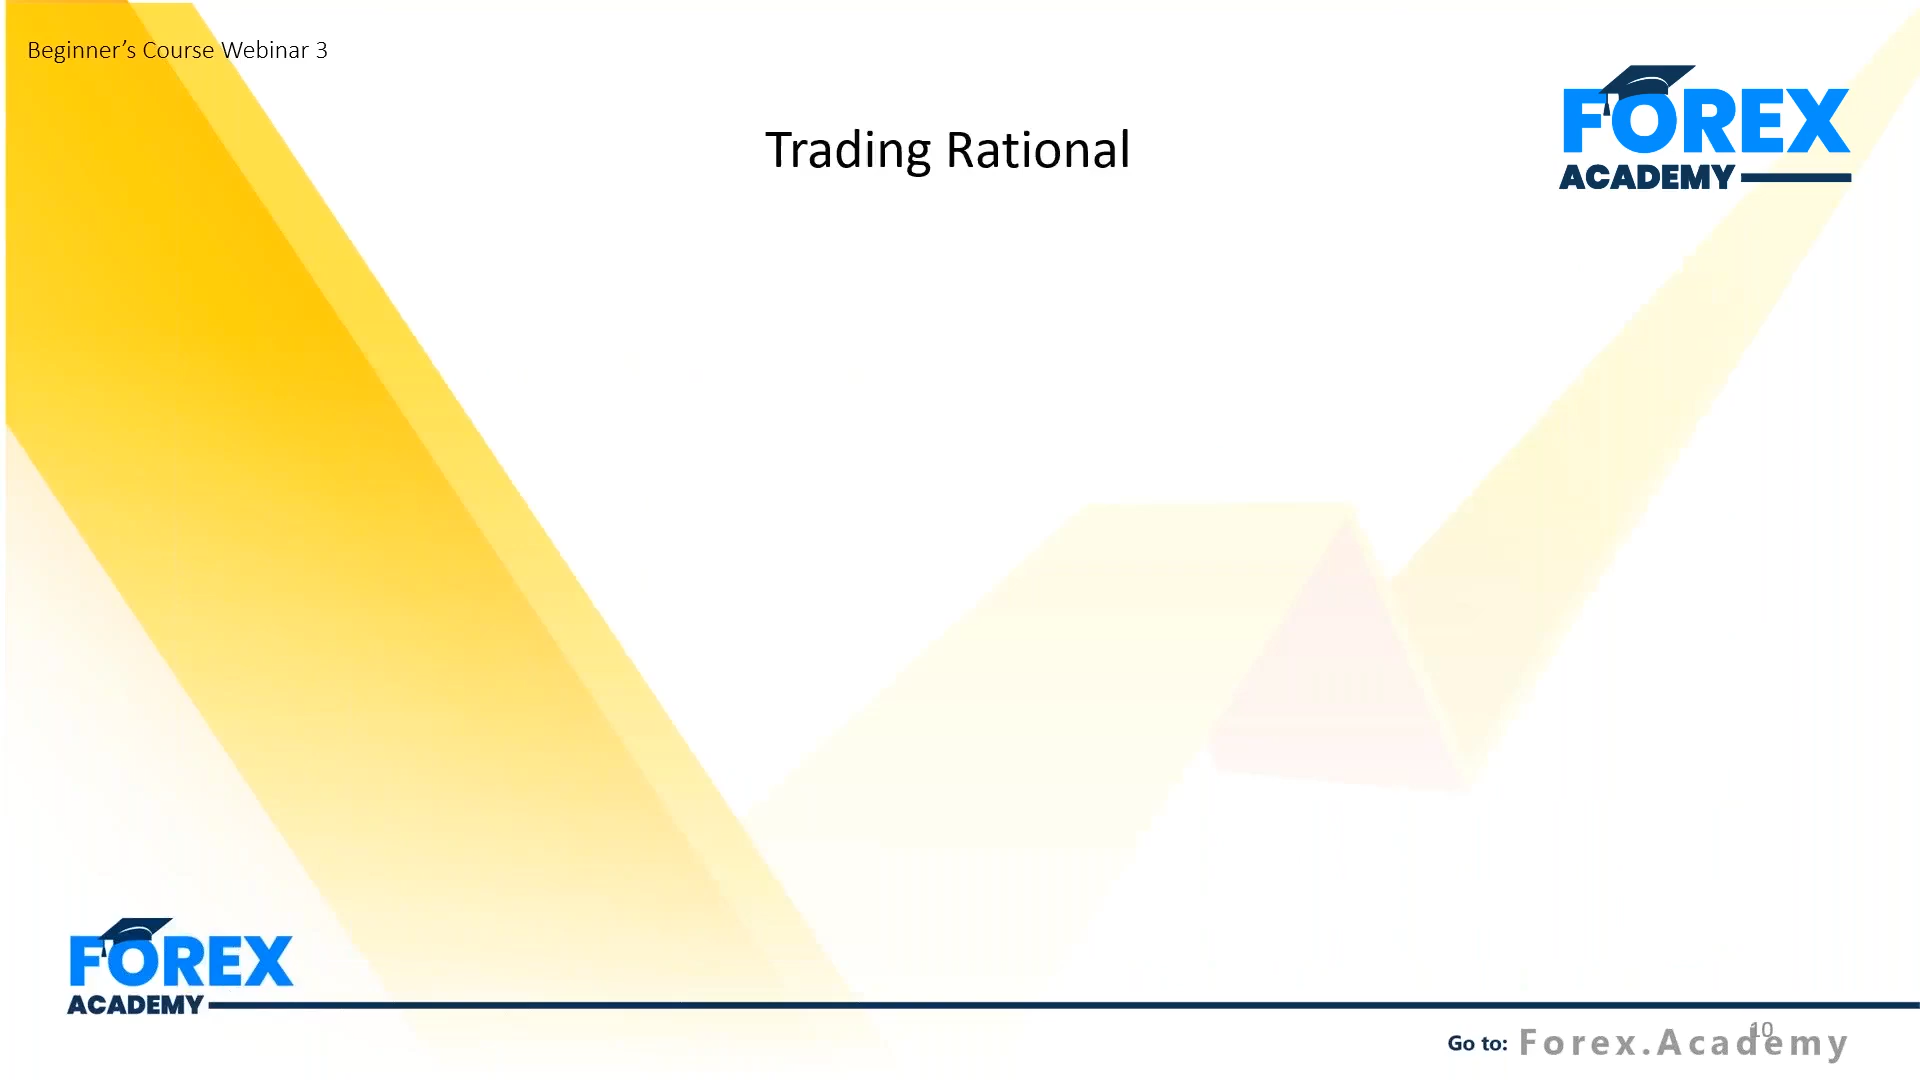 Beginner’s Course Webinar 3
FOREX
ACADEMY
Trading Rational
FOREX
ACADEMY
10
Go to: Forex.Academy